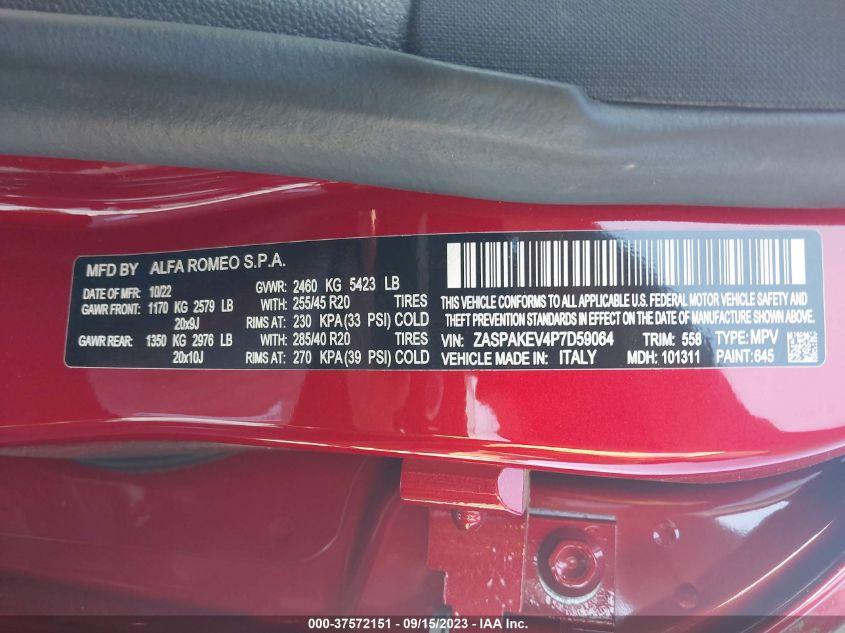 MFD BY ALFA ROMEO S.P.A.
DATE OF MFR: 10/22 GVWR: 2460 KG 5423 LB
GAWR FRONT: 1170 KG 2579 LB WITH: 255/45 R20 TIRES
20x9J RIMS AT: 230 KPA (33 PSI) COLD
GAWR REAR: 1350 KG 2976 LB WITH: 285/40 R20 TIRES
20x10J RIMS AT: 270 KPA (39 PSI) COLD
THIS VEHICLE CONFORMS TO ALL APPLICABLE U.S. FEDERAL MOTOR VEHICLE SAFETY AND
THEFT PREVENTION STANDARDS IN EFFECT ON THE DATE OF MANUFACTURE SHOWN ABOVE.
VIN: ZASPAKEV4P7D59064 TRIM: 558 TYPE: MPV
VEHICLE MADE IN: ITALY MDH: 101311 PAINT: 645
000-37572151 - 09/15/2023 - IAA Inc.